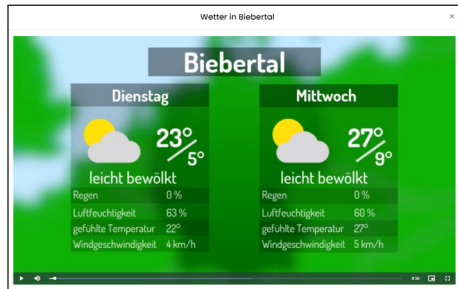 Wetter in Biebertal
Biebertal
Dienstag
23°
5°
leicht bewölkt
Regen 0 %
Luftfeuchtigkeit 63 %
gefühlte Temperatur 22°
Windgeschwindigkeit 4 km/h
Mittwoch
27°
9°
leicht bewölkt
Regen 0 %
Luftfeuchtigkeit 60 %
gefühlte Temperatur 27°
Windgeschwindigkeit 5 km/h